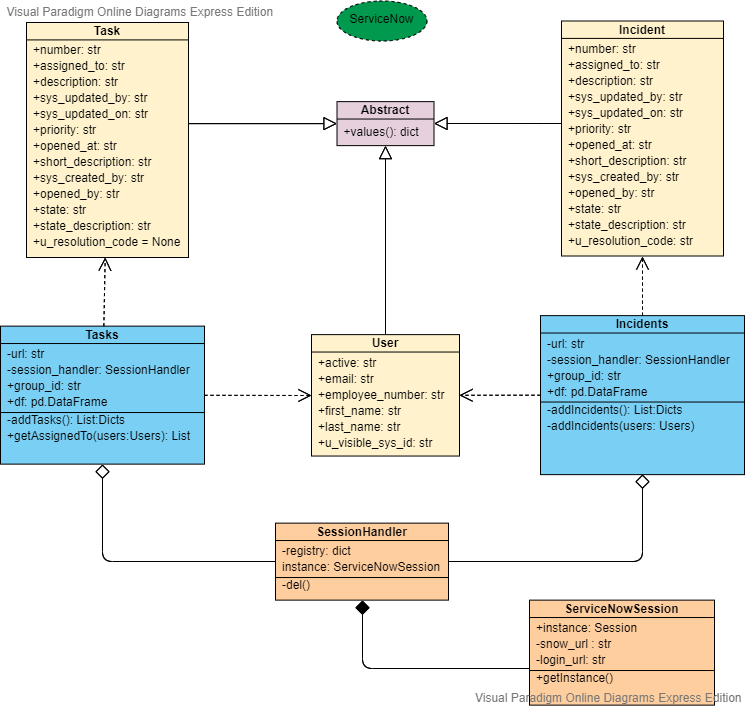 Visual Paradigm Online Diagrams Express Edition
ServiceNow
Task
+number: str
+assigned_to: str
+description: str
+sys_updated_by: str
+sys_updated_on: str
+priority: str
+opened_at: str
+short_description: str
+sys_created_by: str
+opened_by: str
+state: str
+state_description: str
+u_resolution_code = None
Abstract
+values(): dict
Incident
+number: str
+assigned_to: str
+description: str
+sys_updated_by: str
+sys_updated_on: str
+priority: str
+opened_at: str
+short_description: str
+sys_created_by: str
+opened_by: str
+state: str
+state_description: str
+u_resolution_code: str
Tasks
-url: str
-session_handler: SessionHandler
+group_id: str
+df: pd.DataFrame
-addTasks(): List:Dicts
+getAssignedTo(users:Users): List
User
+active: str
+email: str
+employee_number: str
+first_name: str
+last_name: str
+u_visible_sys_id: str
Incidents
-url: str
-session_handler: SessionHandler
+group_id: str
+df: pd.DataFrame
-addIncidents(): List:Dicts
-addIncidents(users: Users)
SessionHandler
-registry: dict
instance: ServiceNowSession
-del()
ServiceNowSession
+instance: Session
-snow_url : str
-login_url: str
+getInstance()
Visual Paradigm Online Diagrams Express Edition